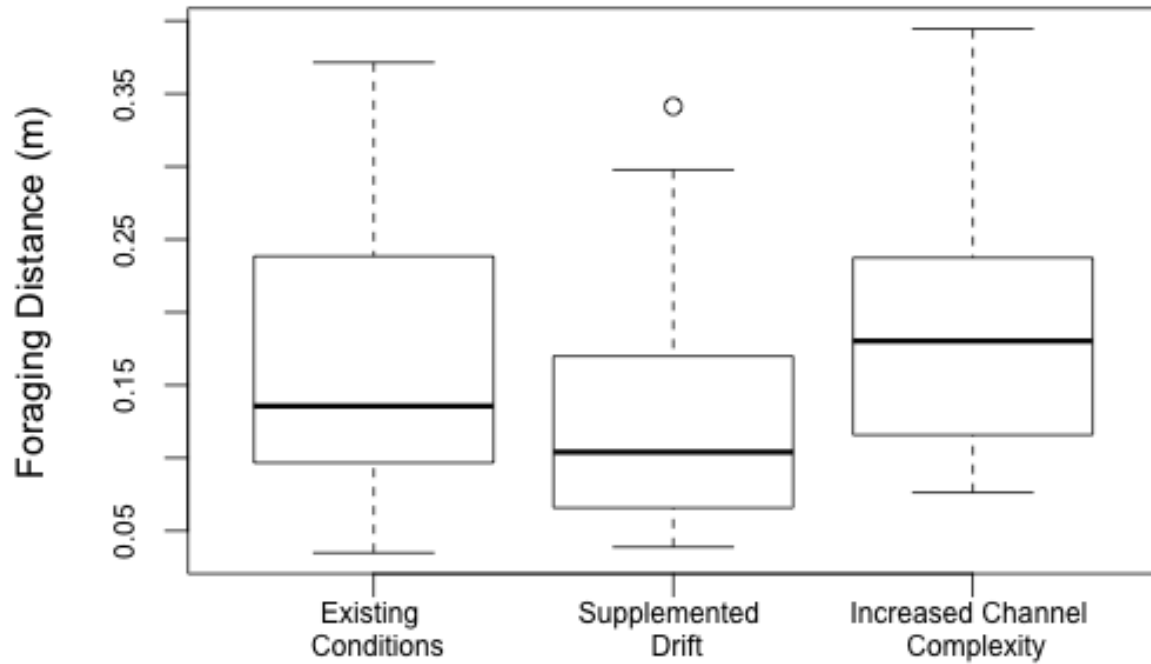 Foraging Distance (m)
0.35
0.25
0.15
0.05
Existing
Conditions
Supplemented
Drift
Increased Channel
Complexity